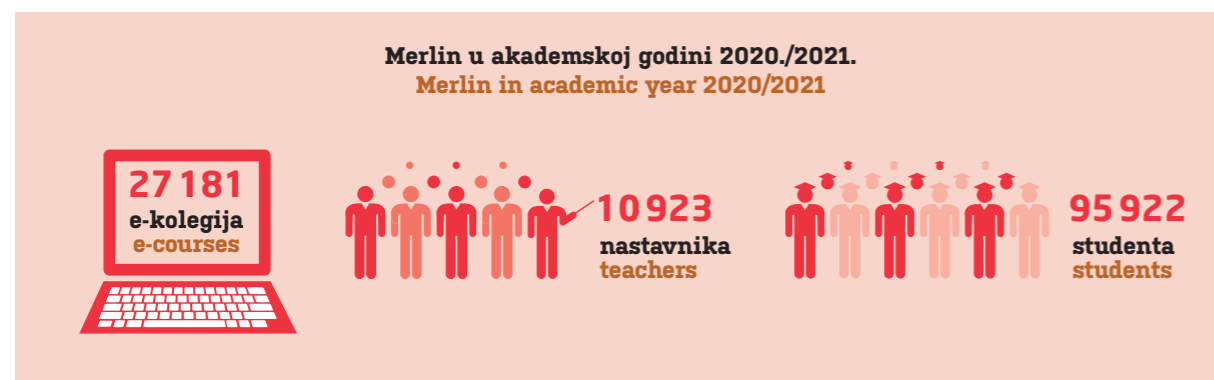 Merlin u akademskoj godini 2020./2021.
Merlin in academic year 2020/2021
27 181
e-kolegija
e-courses
10 923
nastavnika
teachers
95 922
studenta
students